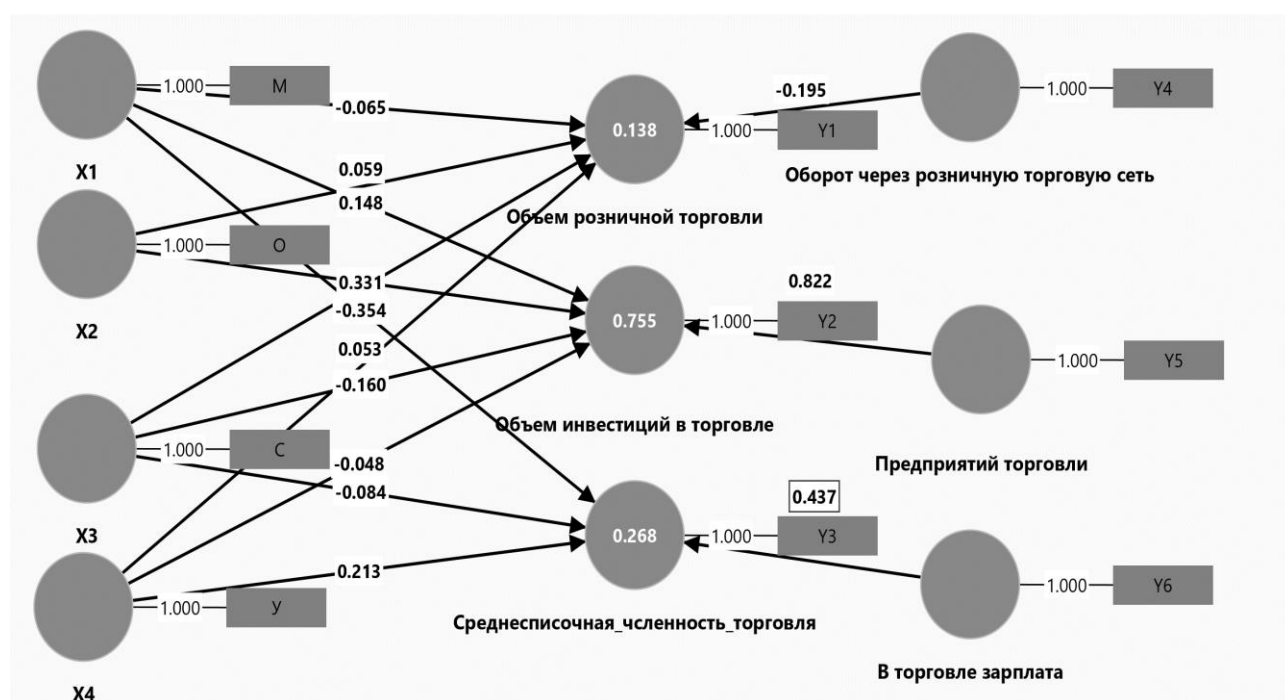 1.000
М
-0.065
0.138
1.000
Y1
-0.195
1.000
Y4
X1
0.059
0.148
Объем розничной торговли
Оборот через розничную торговую сеть
1.000
О
X2
0.331
-0.354
0.755
1.000
0.822
Y2
1.000
Y5
0.053
-0.160
Объем инвестиций в торговле
Предприятий торговли
1.000
С
X3
-0.048
-0.084
0.268
1.000
0.437
Y3
0.213
1.000
У
1.000
Y6
Среднесписочная_чсленность_торговля
В торговле зарплата
X4